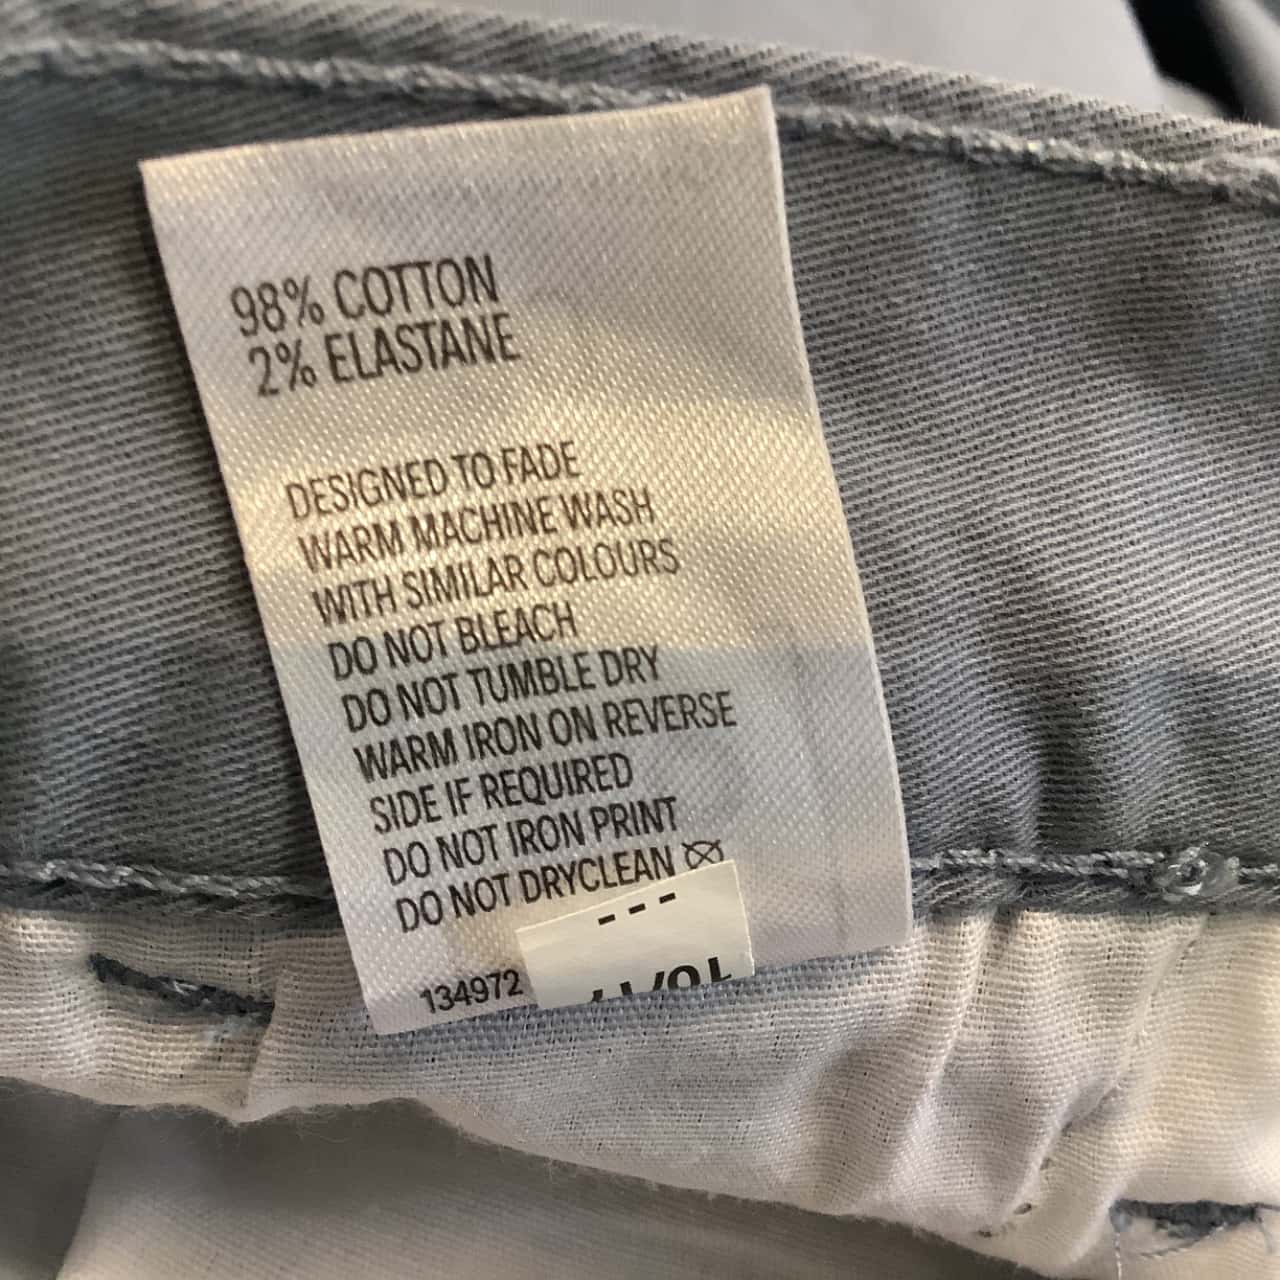 98% COTTON
2% ELASTANE
DESIGNED TO FADE
WARM MACHINE WASH
WITH SIMILAR COLOURS
DO NOT BLEACH
DO NOT TUMBLE DRY
WARM IRON ON REVERSE
SIDE IF REQUIRED
DO NOT IRON PRINT
DO NOT DRYCLEAN
134972
---